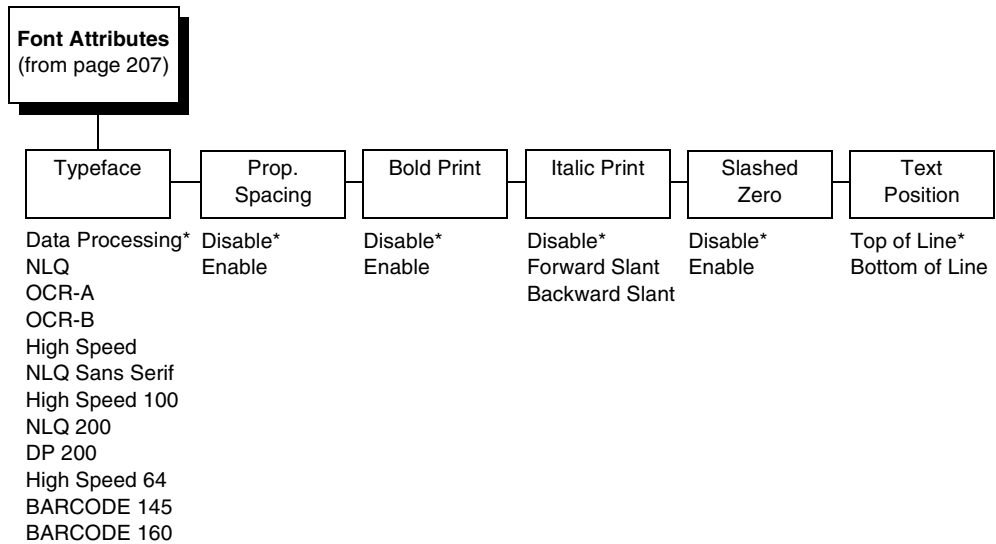 Font Attributes
(from page 207)
Typeface
Prop.
Spacing
Bold Print
Italic Print
Slashed
Zero
Text
Position
Data Processing*
NLQ
OCR-A
OCR-B
High Speed
NLQ Sans Serif
High Speed 100
NLQ 200
DP 200
High Speed 64
BARCODE 145
BARCODE 160
Disable*
Enable
Disable*
Enable
Disable*
Forward Slant
Backward Slant
Disable*
Enable
Top of Line*
Bottom of Line